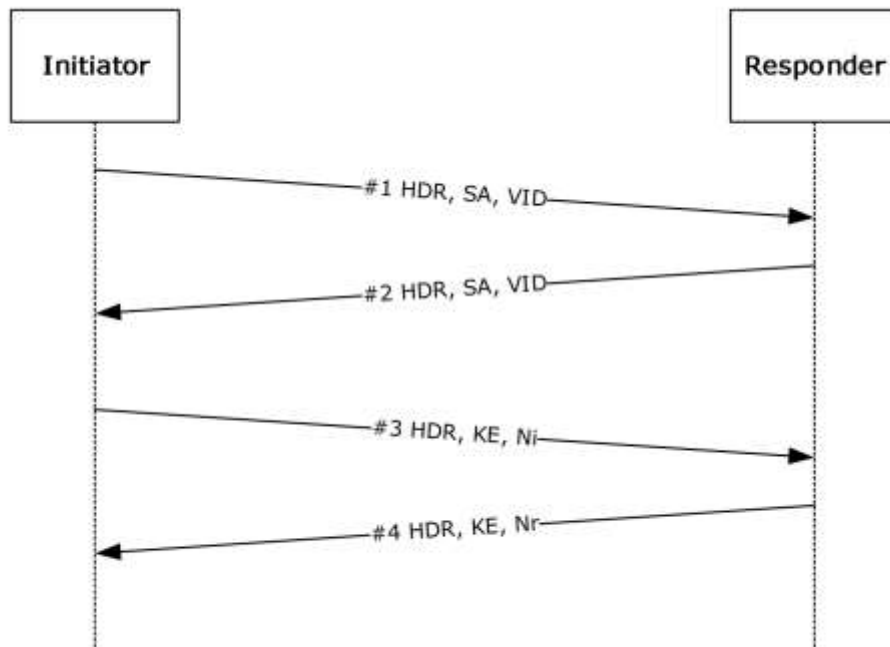 Initiator
Responder
#1 HDR, SA, VID
#2 HDR, SA, VID
#3 HDR, KE, Ni
#4 HDR, KE, Nr